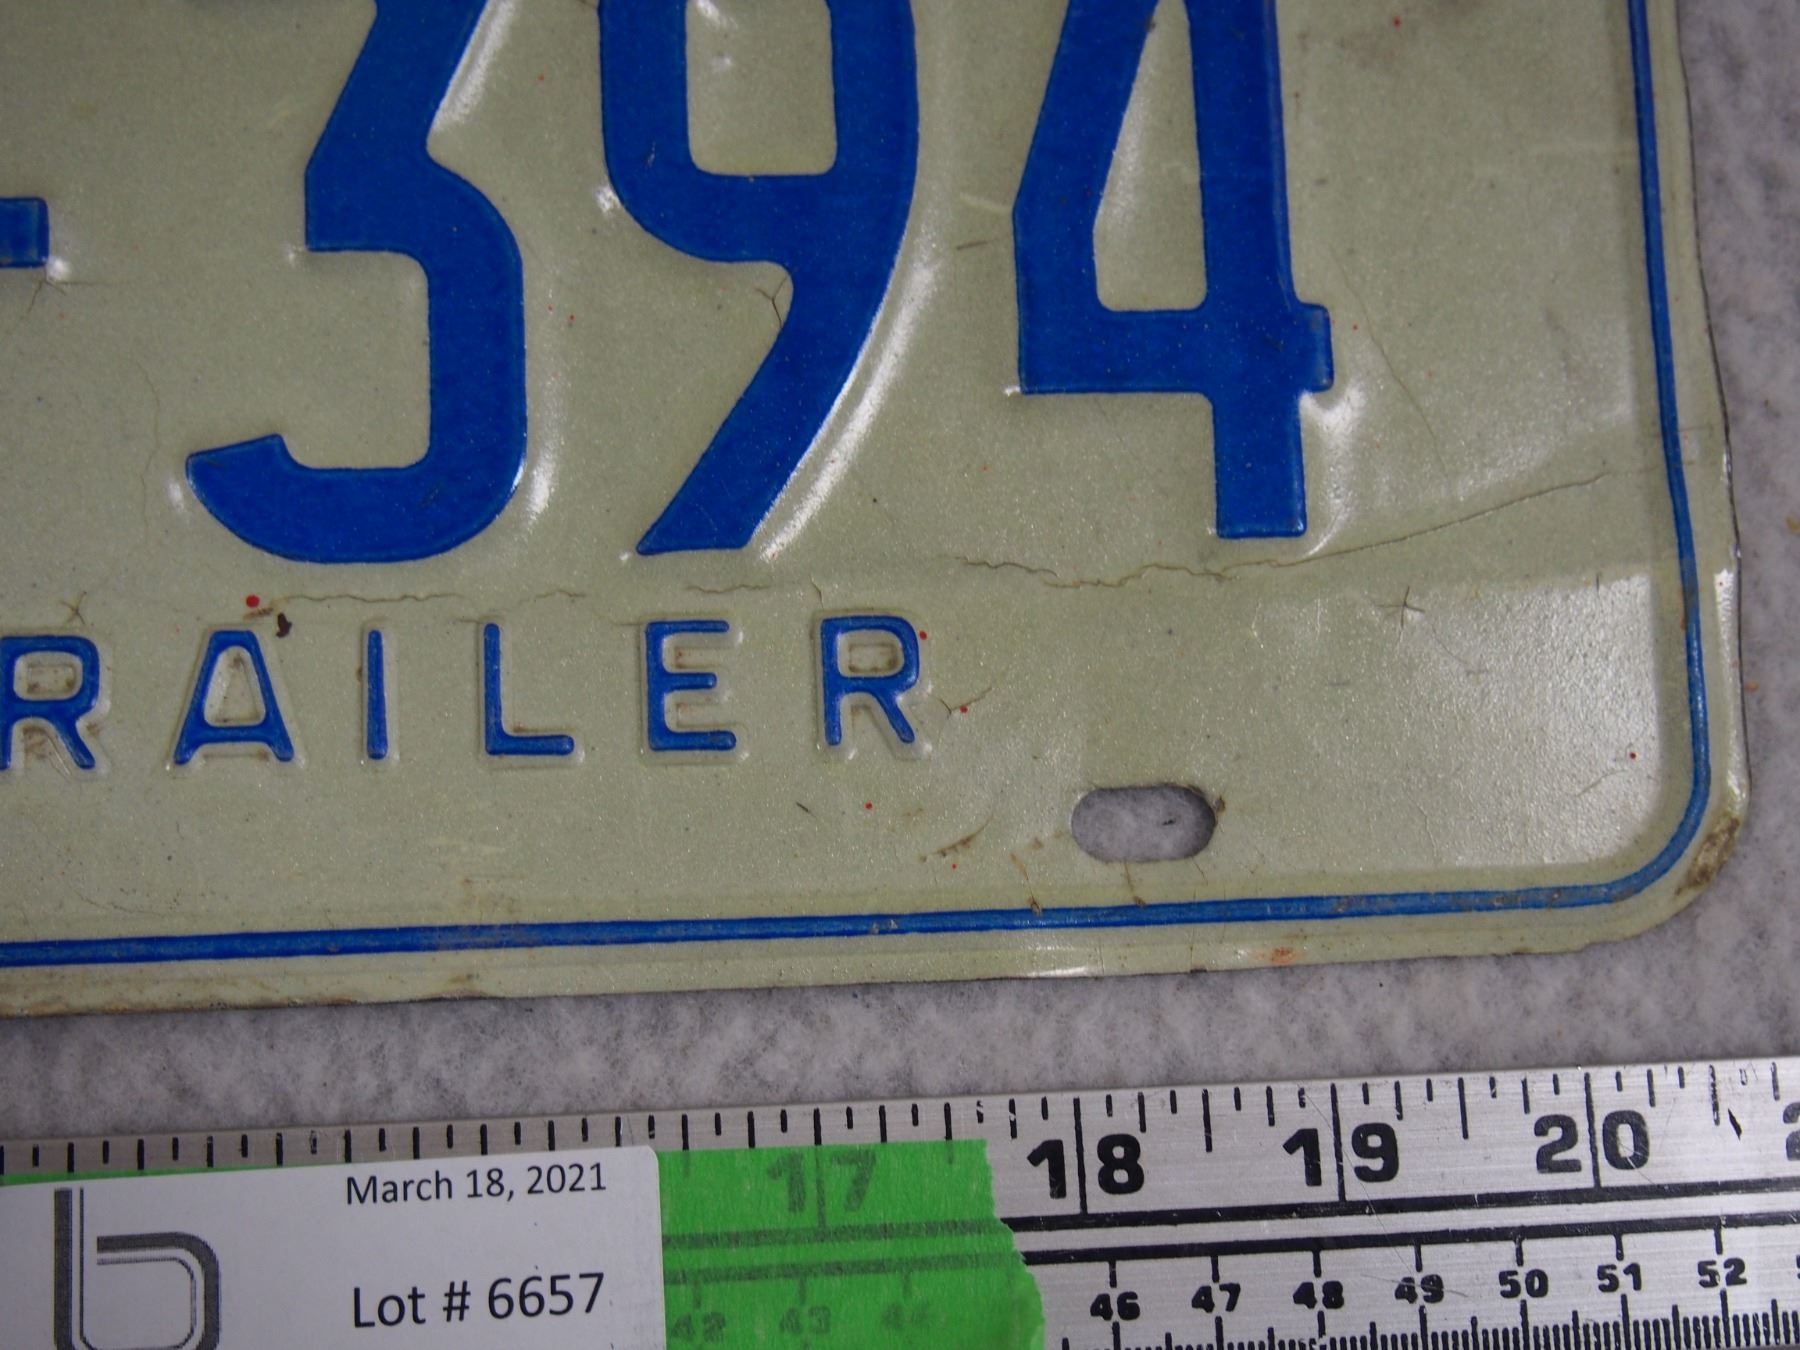 -394
RAILER
17 18 19 20
March 18, 2021
Lot # 6657
42 43 44 46 47 48 49 50 51 52